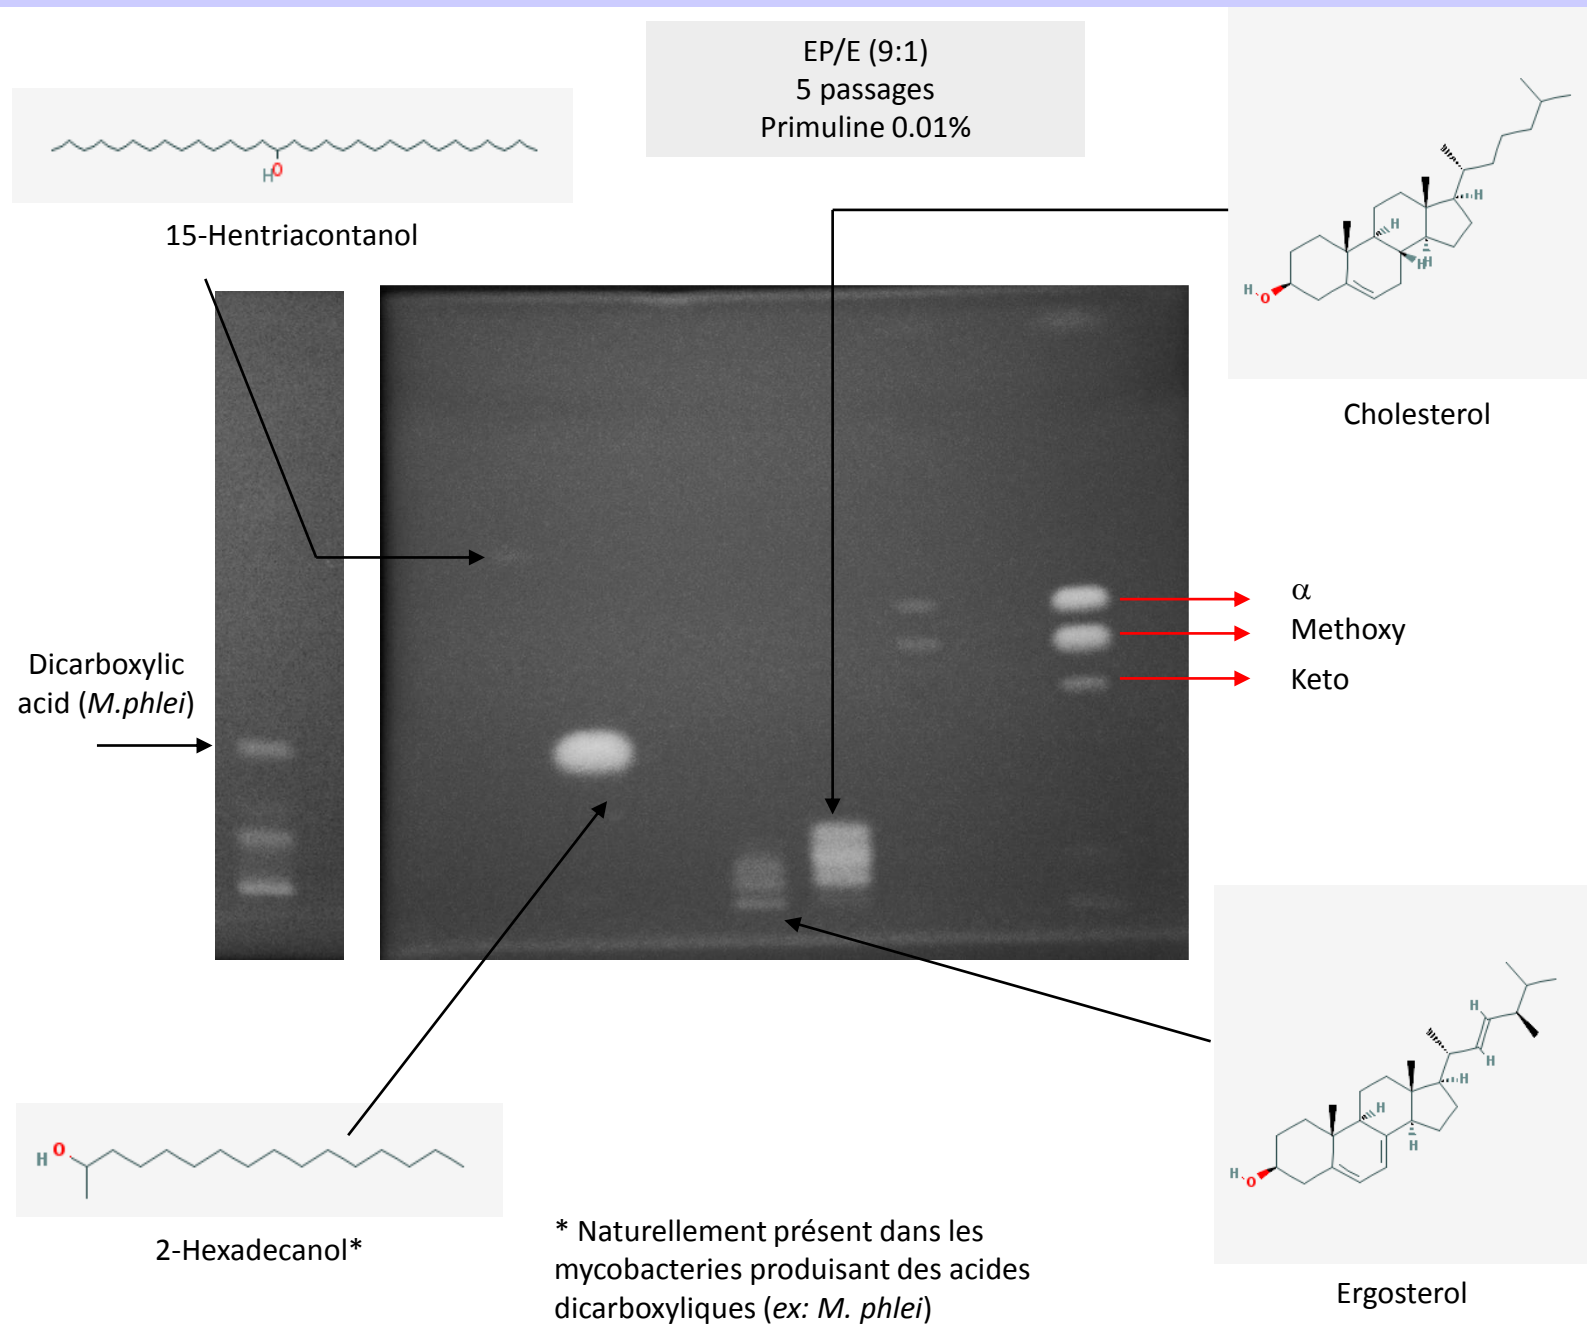 EP/E (9:1)
5 passages
Primuline 0.01%
H O
15-Hentriacontanol
H
H
H
H
H O
Cholesterol
α
Methoxy
Keto
Dicarboxylic
acid (M.phlei)
H O
2-Hexadecanol*
* Naturellement présent dans les
mycobacteries produisant des acides
dicarboxyliques (ex: M. phlei)
H
H
H
H
H
H O
Ergosterol